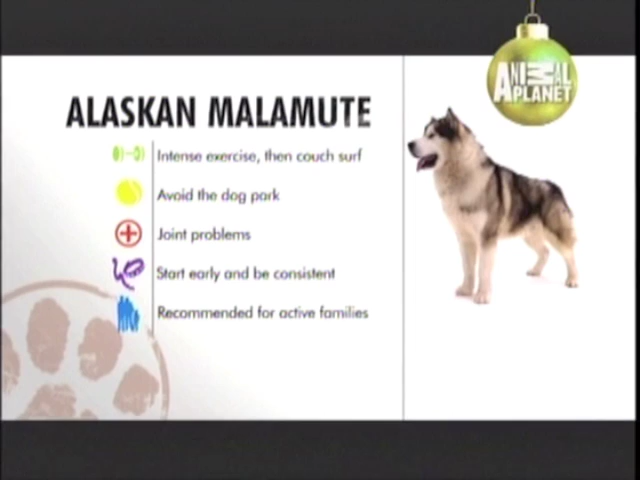 ANIMAL
PLANET
ALASKAN MALAMUTE
Intense exercise, then couch surf
Avoid the dog park
Joint problems
Start early and be consistent
Recommended for active families